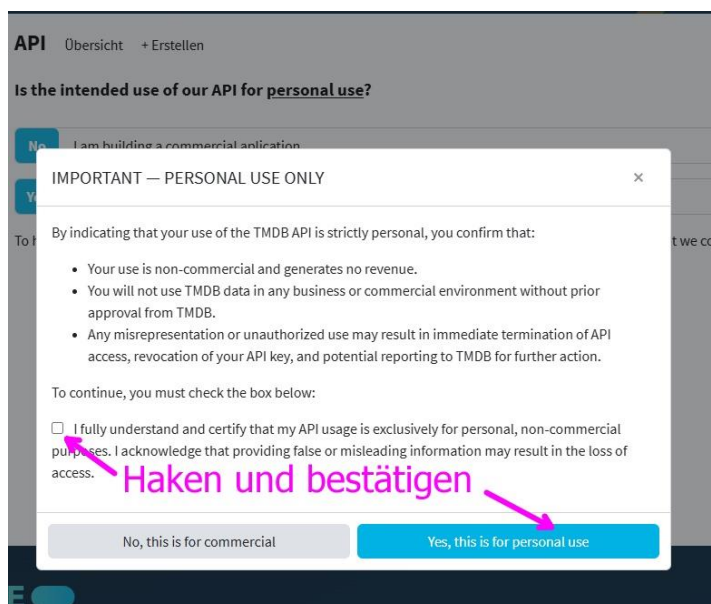 API Übersicht + Erstellen
Is the intended use of our API for personal use?
No I am building a commercial aplication
IMPORTANT — PERSONAL USE ONLY ×
By indicating that your use of the TMDB API is strictly personal, you confirm that:
• Your use is non-commercial and generates no revenue.
• You will not use TMDB data in any business or commercial environment without prior
approval from TMDB.
• Any misrepresentation or unauthorized use may result in immediate termination of API
access, revocation of your API key, and potential reporting to TMDB for further action.
To continue, you must check the box below:
I fully understand and certify that my API usage is exclusively for personal, non-commercial
purposes. I acknowledge that providing false or misleading information may result in the loss of
access.
Haken und bestätigen
No, this is for commercial Yes, this is for personal use